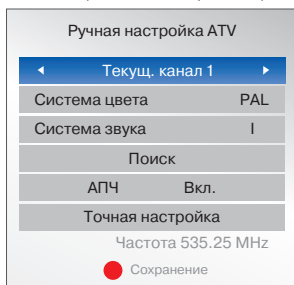 Ручная настройка ATV
Текущ. канал 1
Система цвета PAL
Система звука I
Поиск
АПЧ Вкл.
Точная настройка
Частота 535.25 MHz
Сохранение